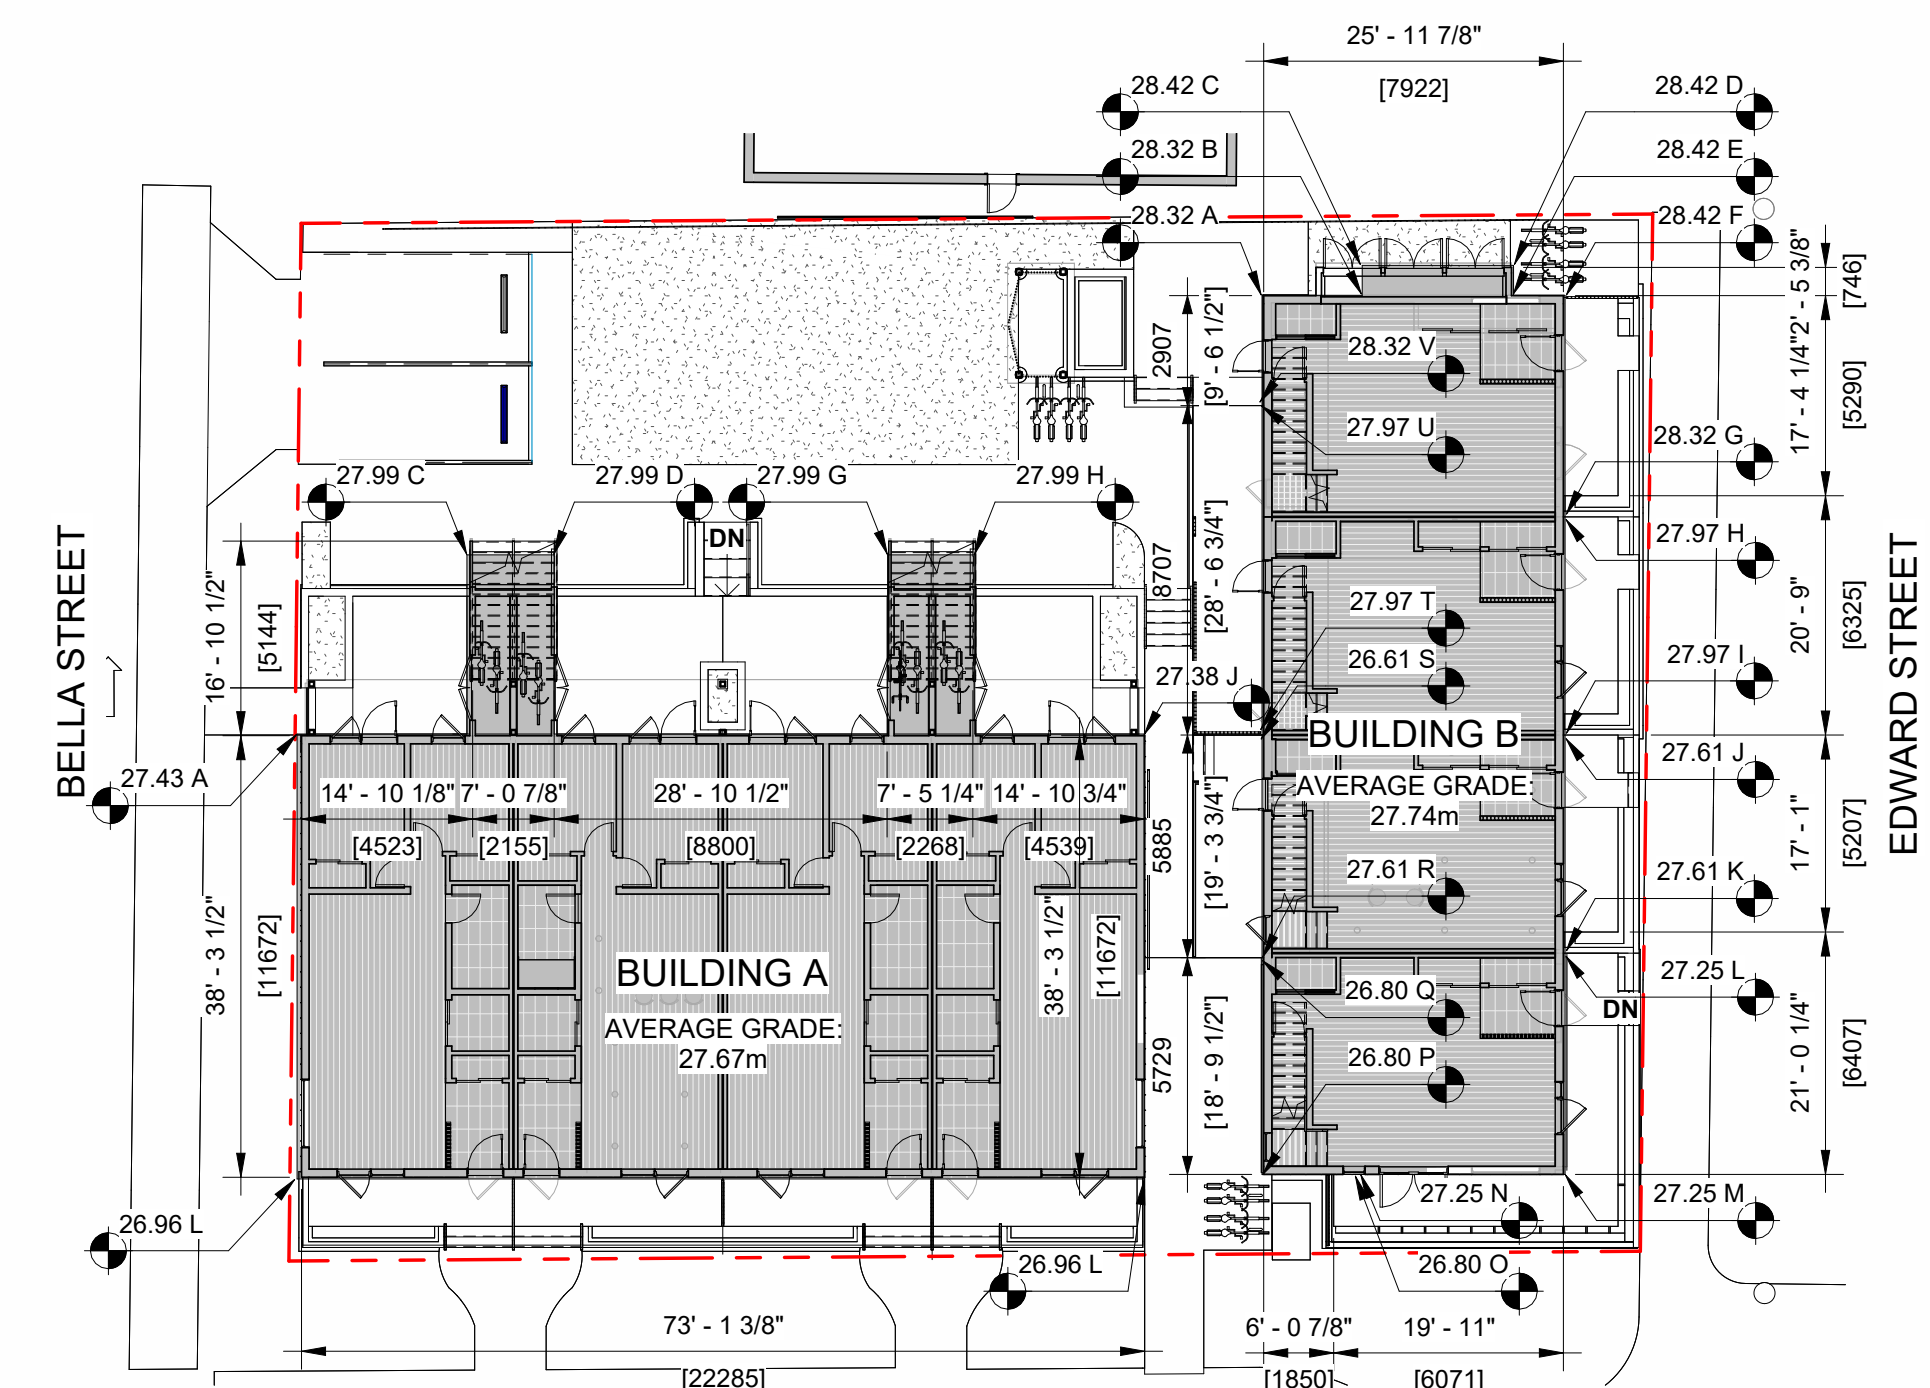 25' - 11 7/8"
[7922]
28.42 C
28.42 D
28.32 B
28.42 E
28.32 A
28.42 F
2' - 5 3/8"
[746]
17' - 4 1/4"
[5290]
2907
[9' - 6 1/2"]
28.32 V
27.97 U
28.32 G
27.99 C
27.99 D
27.99 G
27.99 H
DN
27.97 H
BELLA STREET
EDWARD STREET
16' - 10 1/2"
[5144]
8707
[28' - 6 3/4"]
27.97 T
26.61 S
27.97 I
20' - 9"
[6325]
27.38 J
BUILDING B
AVERAGE GRADE:
27.74m
27.61 J
27.43 A
14' - 10 1/8"
7' - 0 7/8"
28' - 10 1/2"
7' - 5 1/4"
14' - 10 3/4"
[4523]
[2155]
[8800]
[2268]
[4539]
5885
[19' - 3 3/4"]
17' - 1"
[5207]
27.61 R
27.61 K
38' - 3 1/2"
[11672]
BUILDING A
AVERAGE GRADE:
27.67m
38' - 3 1/2"
[11672]
26.80 Q
27.25 L
DN
26.80 P
5729
[18' - 9 1/2"]
21' - 0 1/4"
[6407]
27.25 N
27.25 M
26.96 L
26.96 L
26.80 O
73' - 1 3/8"
[22285]
6' - 0 7/8"
19' - 11"
[1850]
[6071]